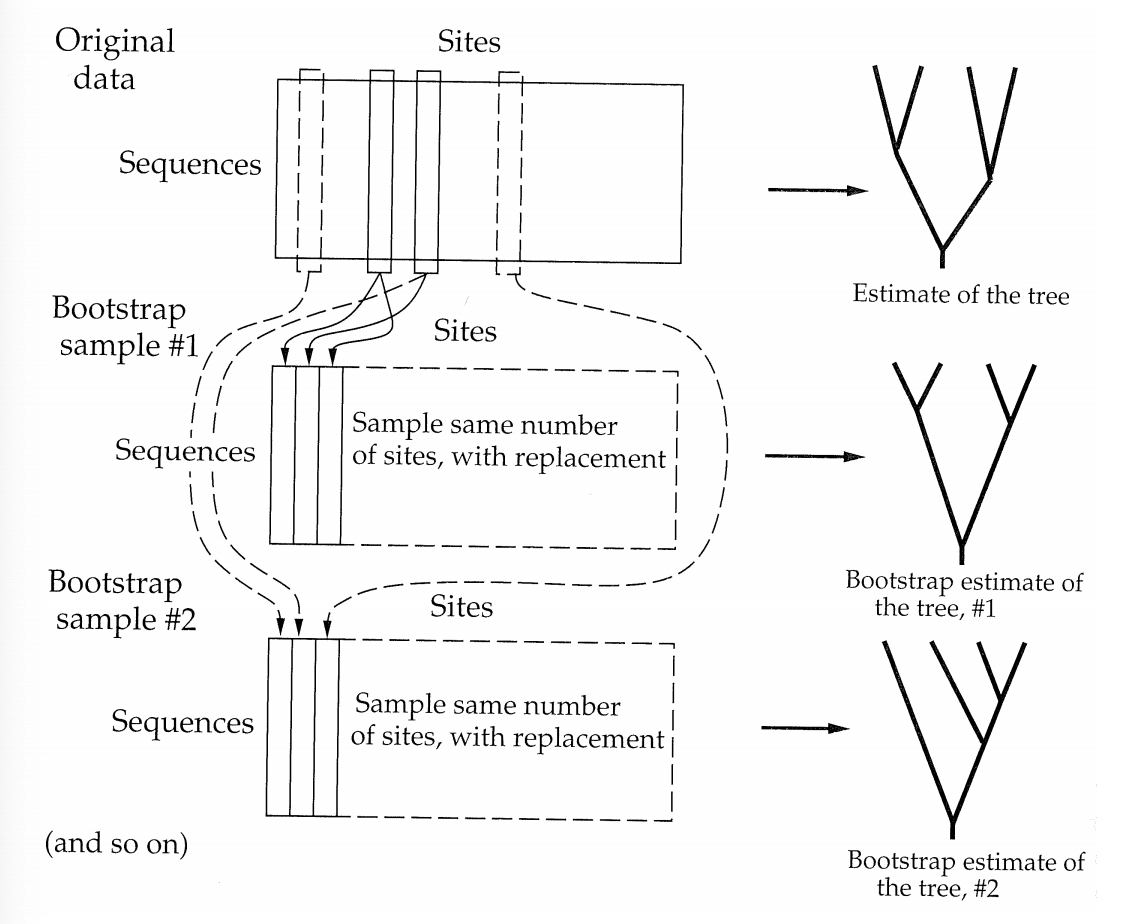 Original
data
Sites
Sequences
Estimate of the tree
Bootstrap
sample #1
Sites
Sequences
Sample same number
of sites, with replacement
Bootstrap estimate of
the tree, #1
Bootstrap
sample #2
Sites
Sequences
Sample same number
of sites, with replacement
Bootstrap estimate of
the tree, #2
(and so on)